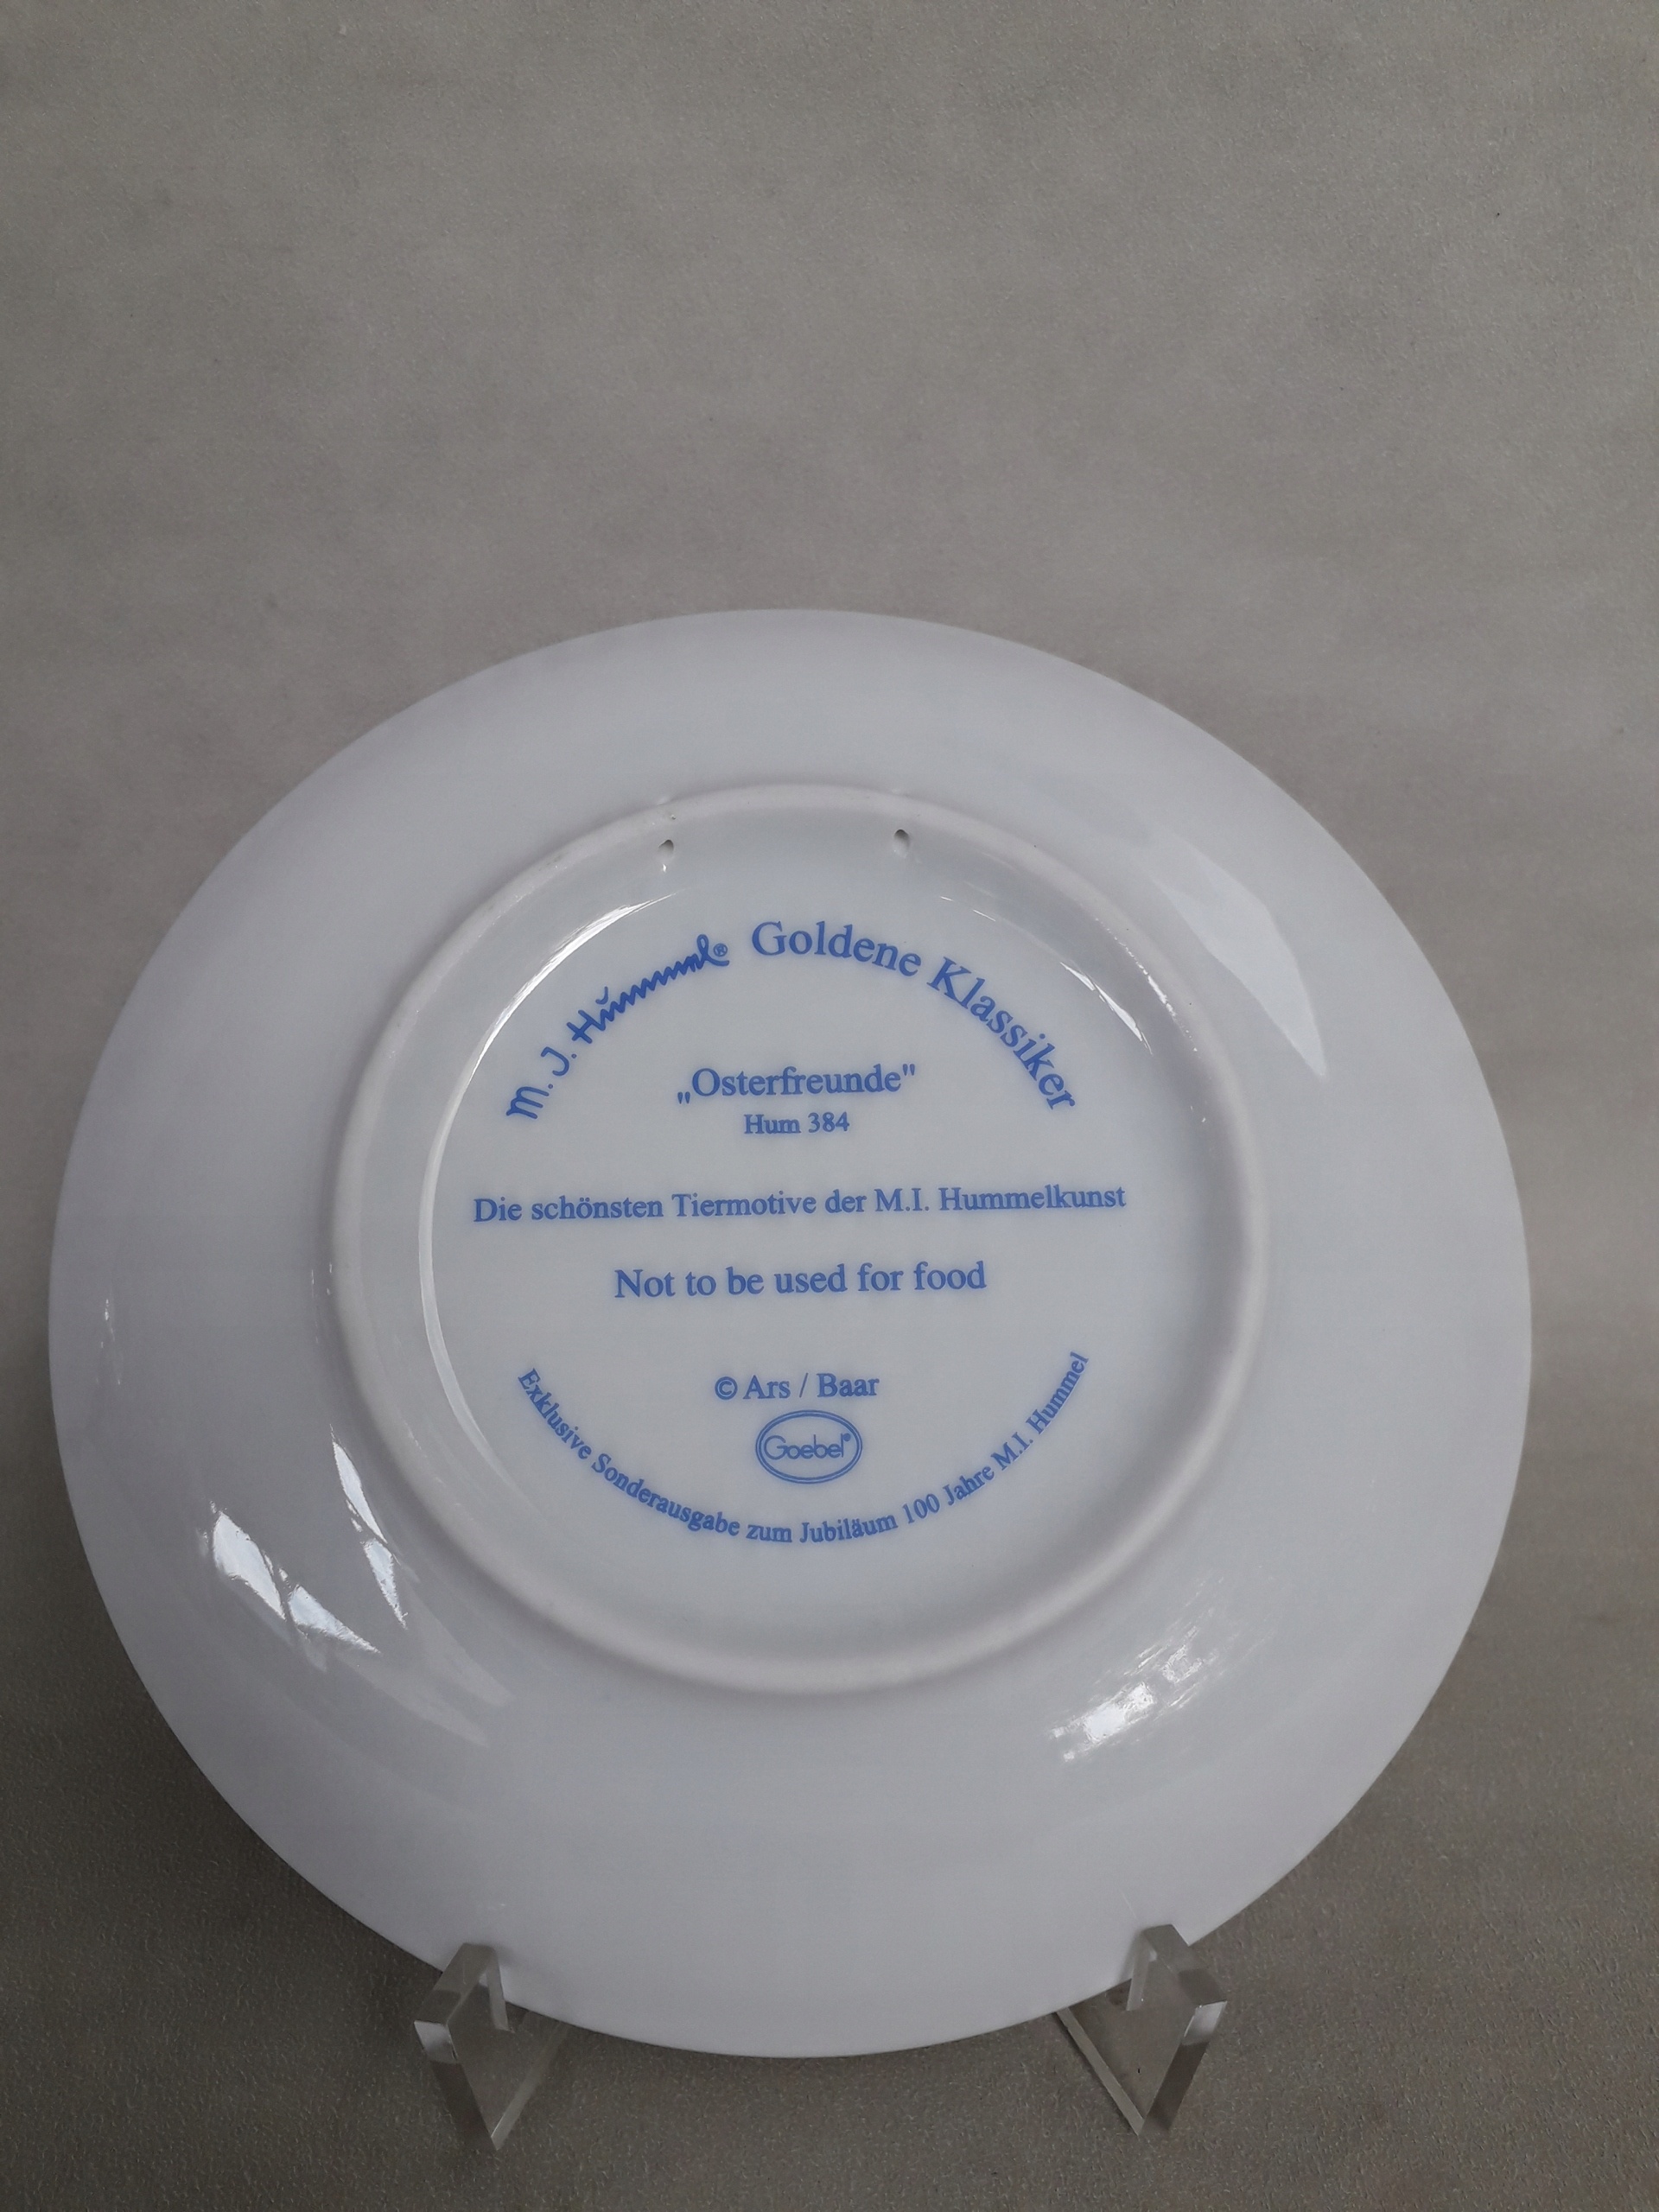 M. J. Hummel® Goldene Klassiker
„Osterfreunde"
Hum 384
Die schönsten Tiermotive der M.I. Hummelkunst
Not to be used for food
© Ars / Baar
Goebel®
Exklusive Sonderausgabe zum Jubiläum 100 Jahre M.I. Hummel